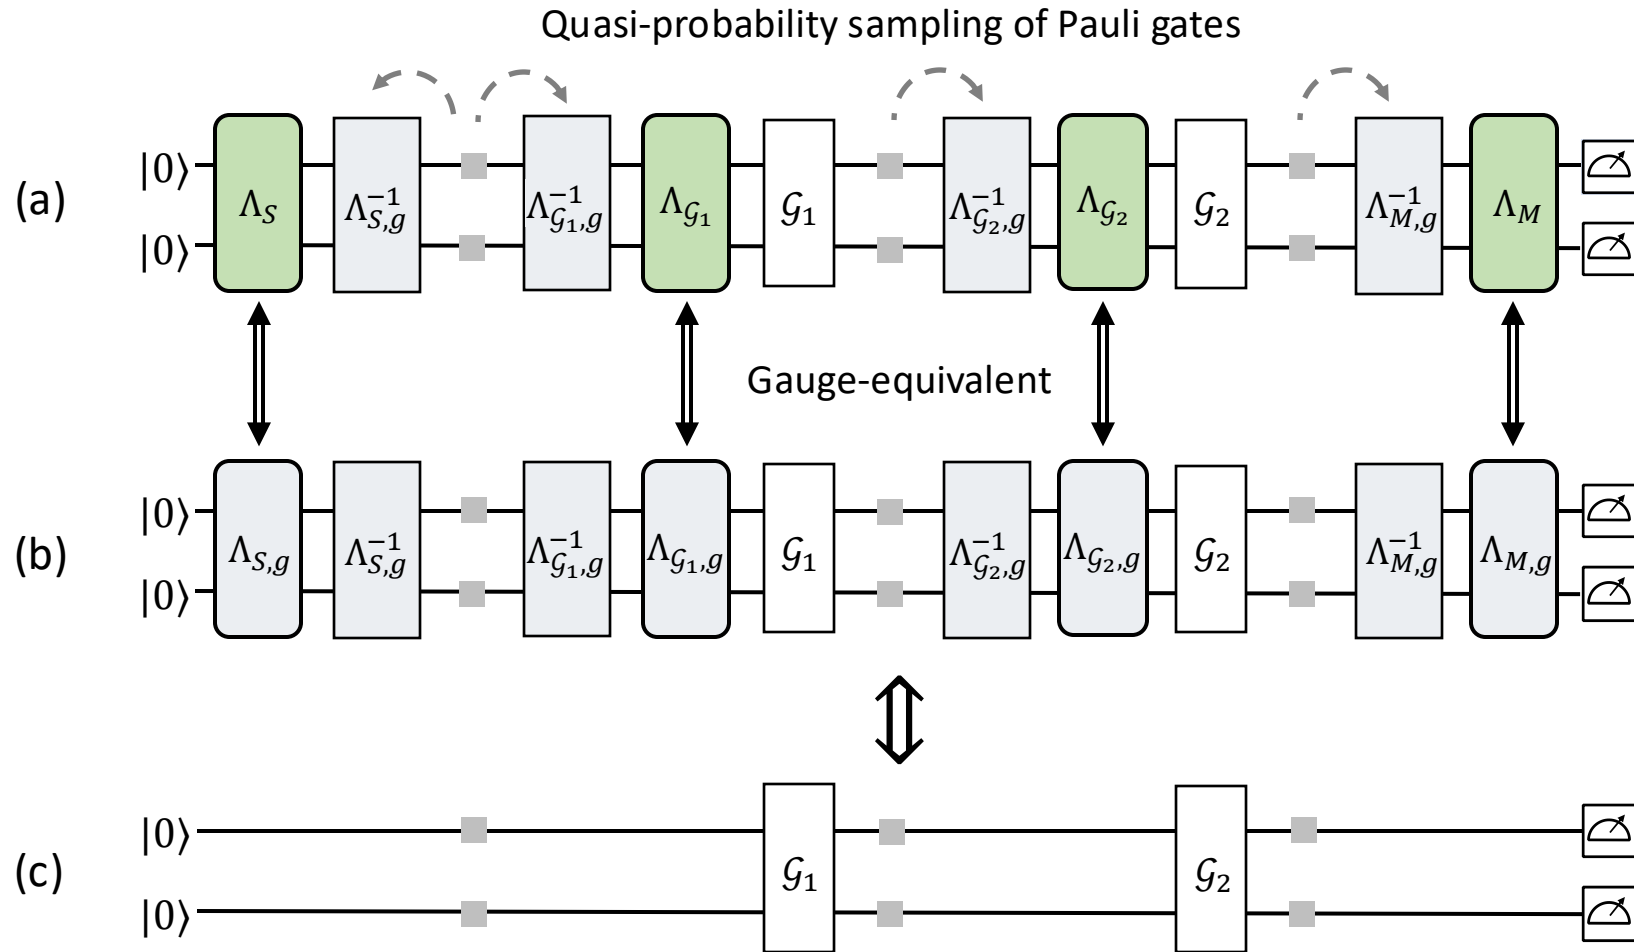 Quasi-probability sampling of Pauli gates
(a)
|0⟩
|0⟩
Λ_S
Λ_{S,g}^{-1}
Λ_{𝒢_1,g}^{-1}
Λ_{𝒢_1}
𝒢_1
Λ_{𝒢_2,g}^{-1}
Λ_{𝒢_2}
𝒢_2
Λ_{M,g}^{-1}
Λ_M
Gauge-equivalent
(b)
|0⟩
|0⟩
Λ_{S,g}
Λ_{S,g}^{-1}
Λ_{𝒢_1,g}^{-1}
Λ_{𝒢_1,g}
𝒢_1
Λ_{𝒢_2,g}^{-1}
Λ_{𝒢_2,g}
𝒢_2
Λ_{M,g}^{-1}
Λ_{M,g}
(c)
|0⟩
|0⟩
𝒢_1
𝒢_2